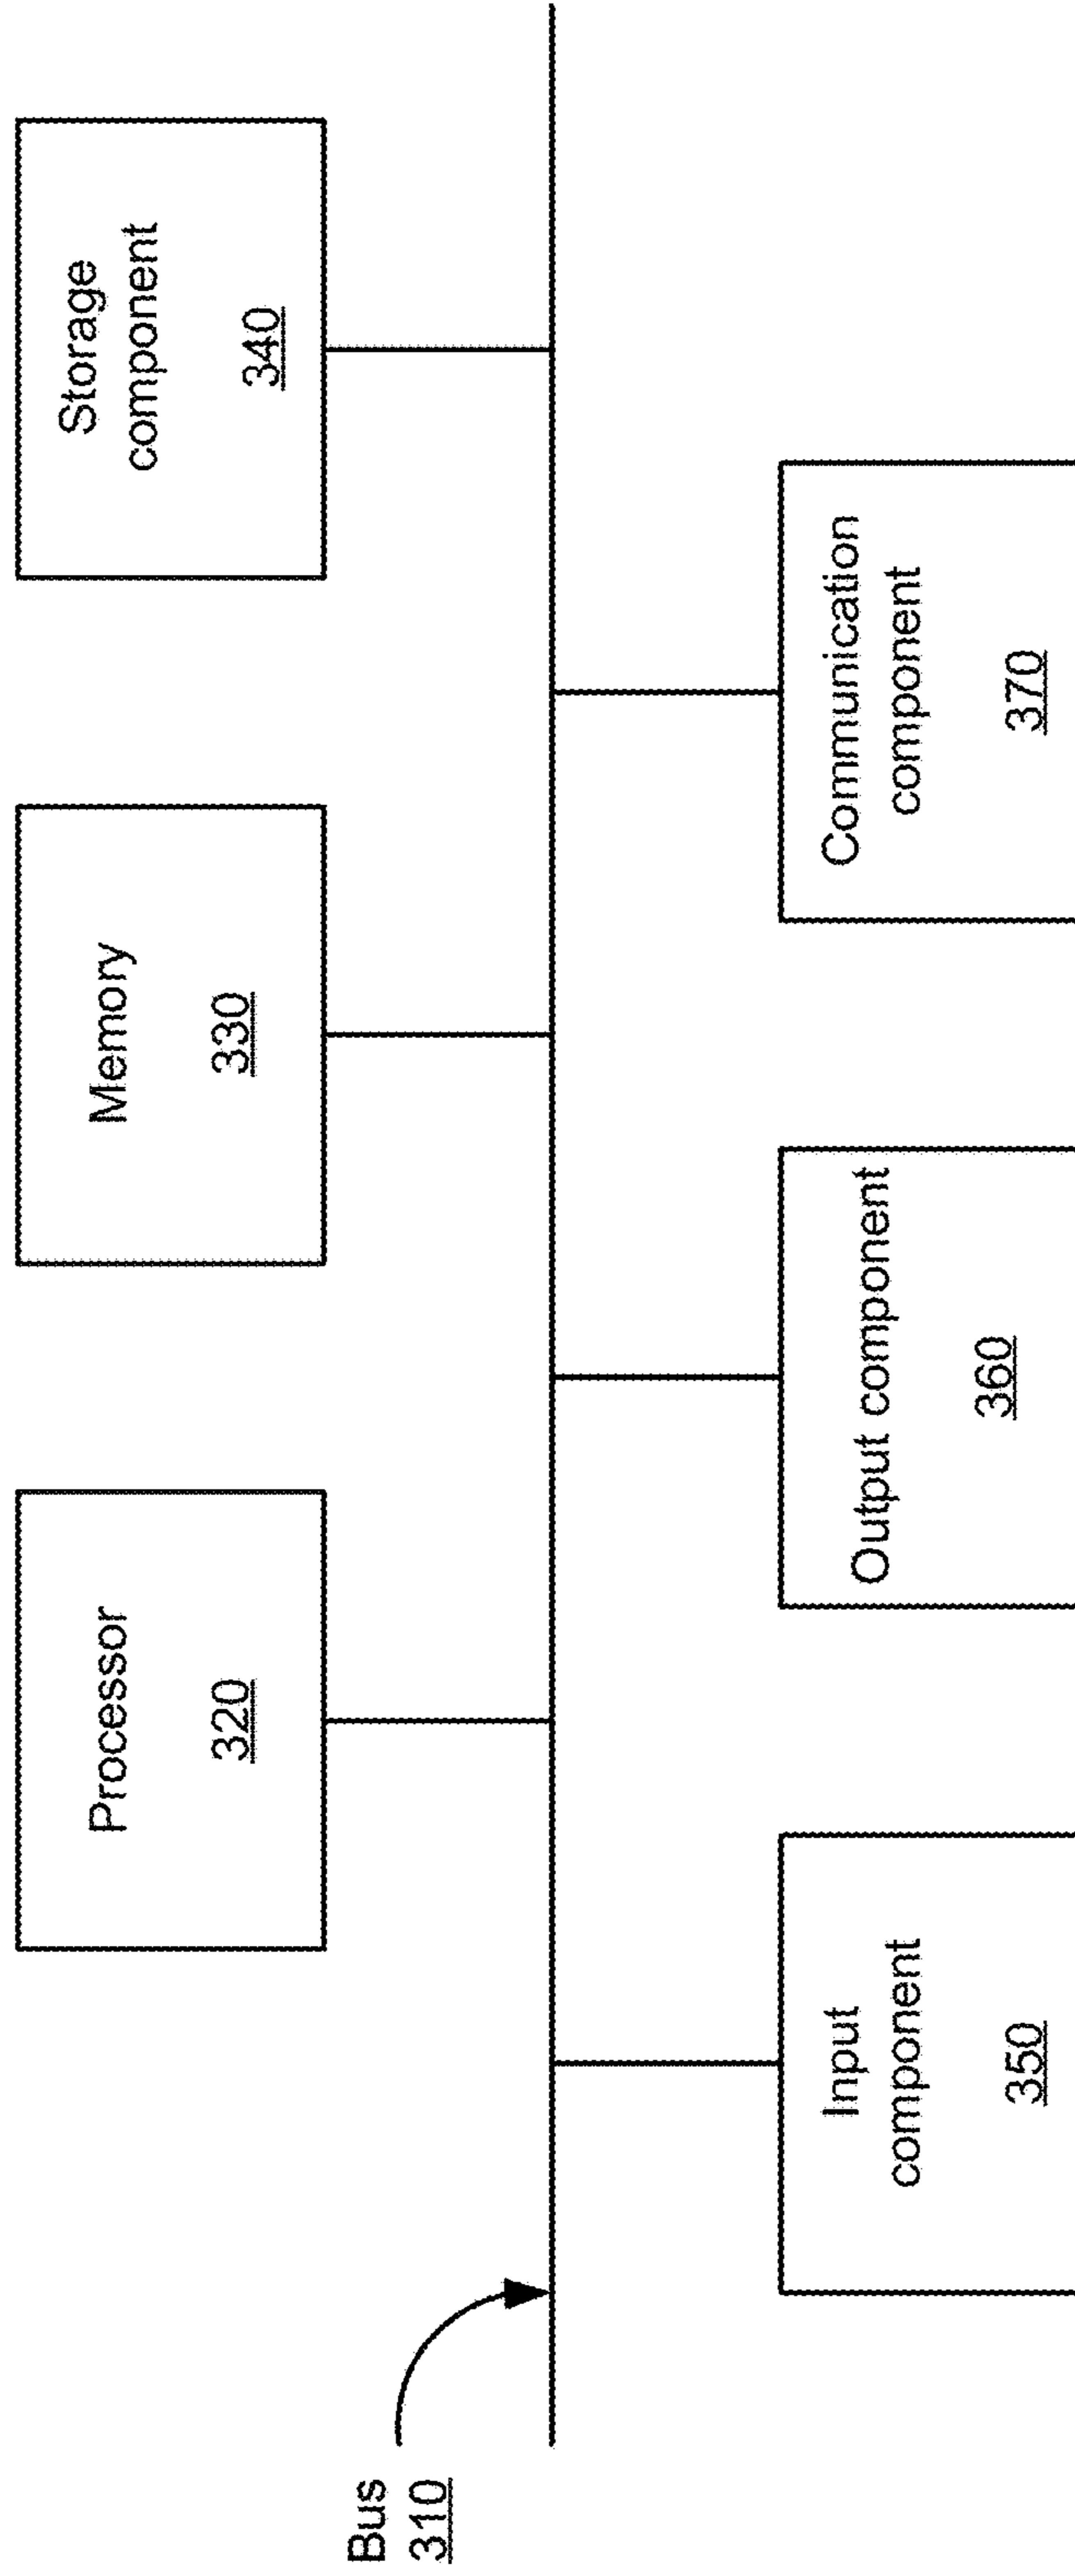 Processor
320
Memory
330
Storage
component
340
Bus
310
Input
component
350
Output component
360
Communication
component
370